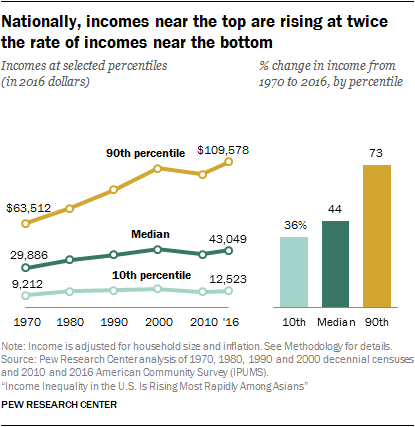 Nationally, incomes near the top are rising at twice
the rate of incomes near the bottom
Incomes at selected percentiles
(in 2016 dollars)
% change in income from
1970 to 2016, by percentile
90th percentile
$109,578
$63,512
Median
29,886
43,049
10th percentile
9,212
12,523
1970 1980 1990 2000 2010 '16
73
44
36%
10th Median 90th
Note: Income is adjusted for household size and inflation. See Methodology for details.
Source: Pew Research Center analysis of 1970, 1980, 1990 and 2000 decennial censuses
and 2010 and 2016 American Community Survey (IPUMS).
“Income Inequality in the U.S. Is Rising Most Rapidly Among Asians”
PEW RESEARCH CENTER